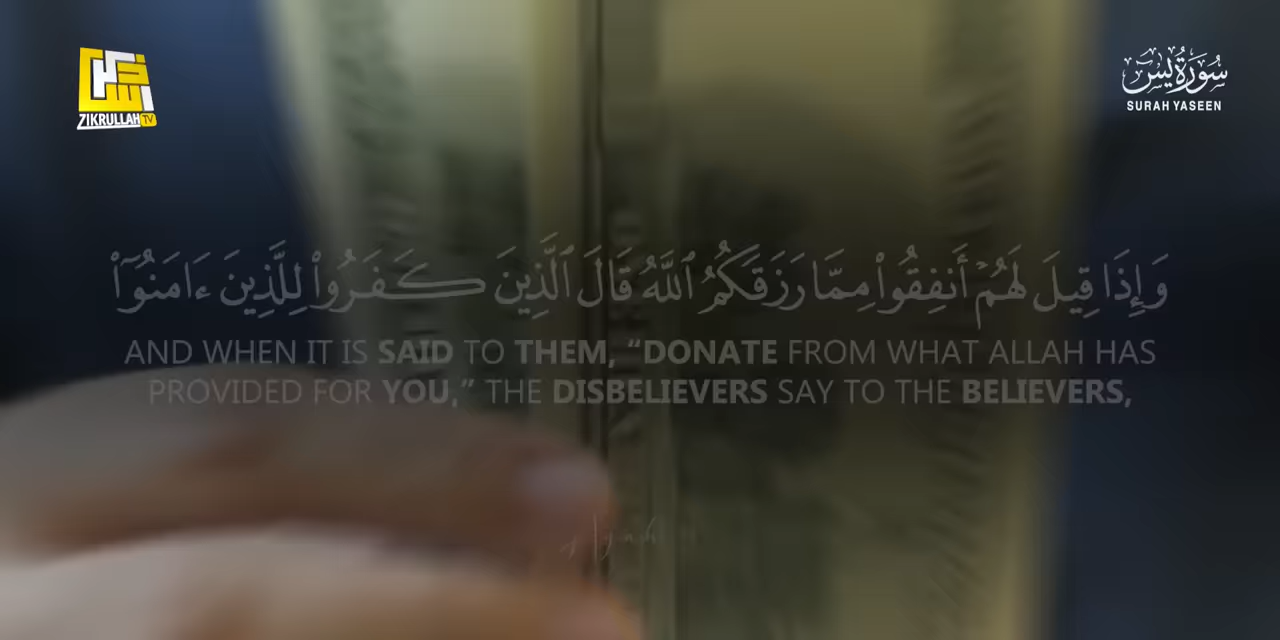 ZIKRULLAH TV
سُورَةُ يسٓ
SURAH YASEEN
وَإِذَا قِيلَ لَهُمْ أَنفِقُوا۟ مِمَّا رَزَقَكُمُ ٱللَّهُ قَالَ ٱلَّذِينَ كَفَرُوا۟ لِلَّذِينَ ءَامَنُوٓا۟
AND WHEN IT IS SAID TO THEM, “DONATE FROM WHAT ALLAH HAS
PROVIDED FOR YOU,” THE DISBELIEVERS SAY TO THE BELIEVERS,